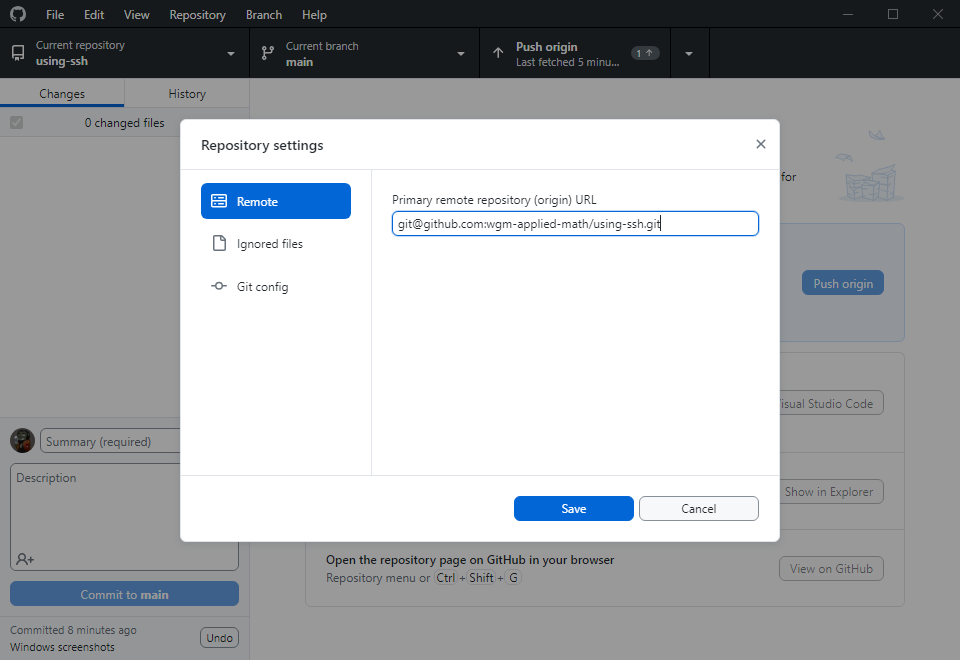 File Edit View Repository Branch Help
Current repository
using-ssh
Current branch
main
Push origin
Last fetched 5 minu...
1
Changes History
0 changed files
Repository settings
for
Remote
Ignored files
Git config
Primary remote repository (origin) URL
git@github.com:wgm-applied-math/using-ssh.git
Push origin
isual Studio Code
Summary (required)
Description
Show in Explorer
Save Cancel
Open the repository page on GitHub in your browser
Repository menu or Ctrl + Shift + G
View on GitHub
Commit to main
Committed 8 minutes ago
Windows screenshots
Undo